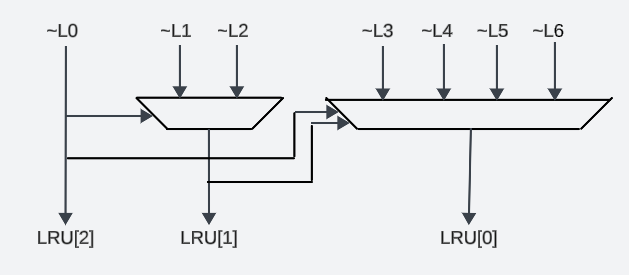 ~L0 ~L1 ~L2 ~L3 ~L4 ~L5 ~L6
LRU[2] LRU[1] LRU[0]